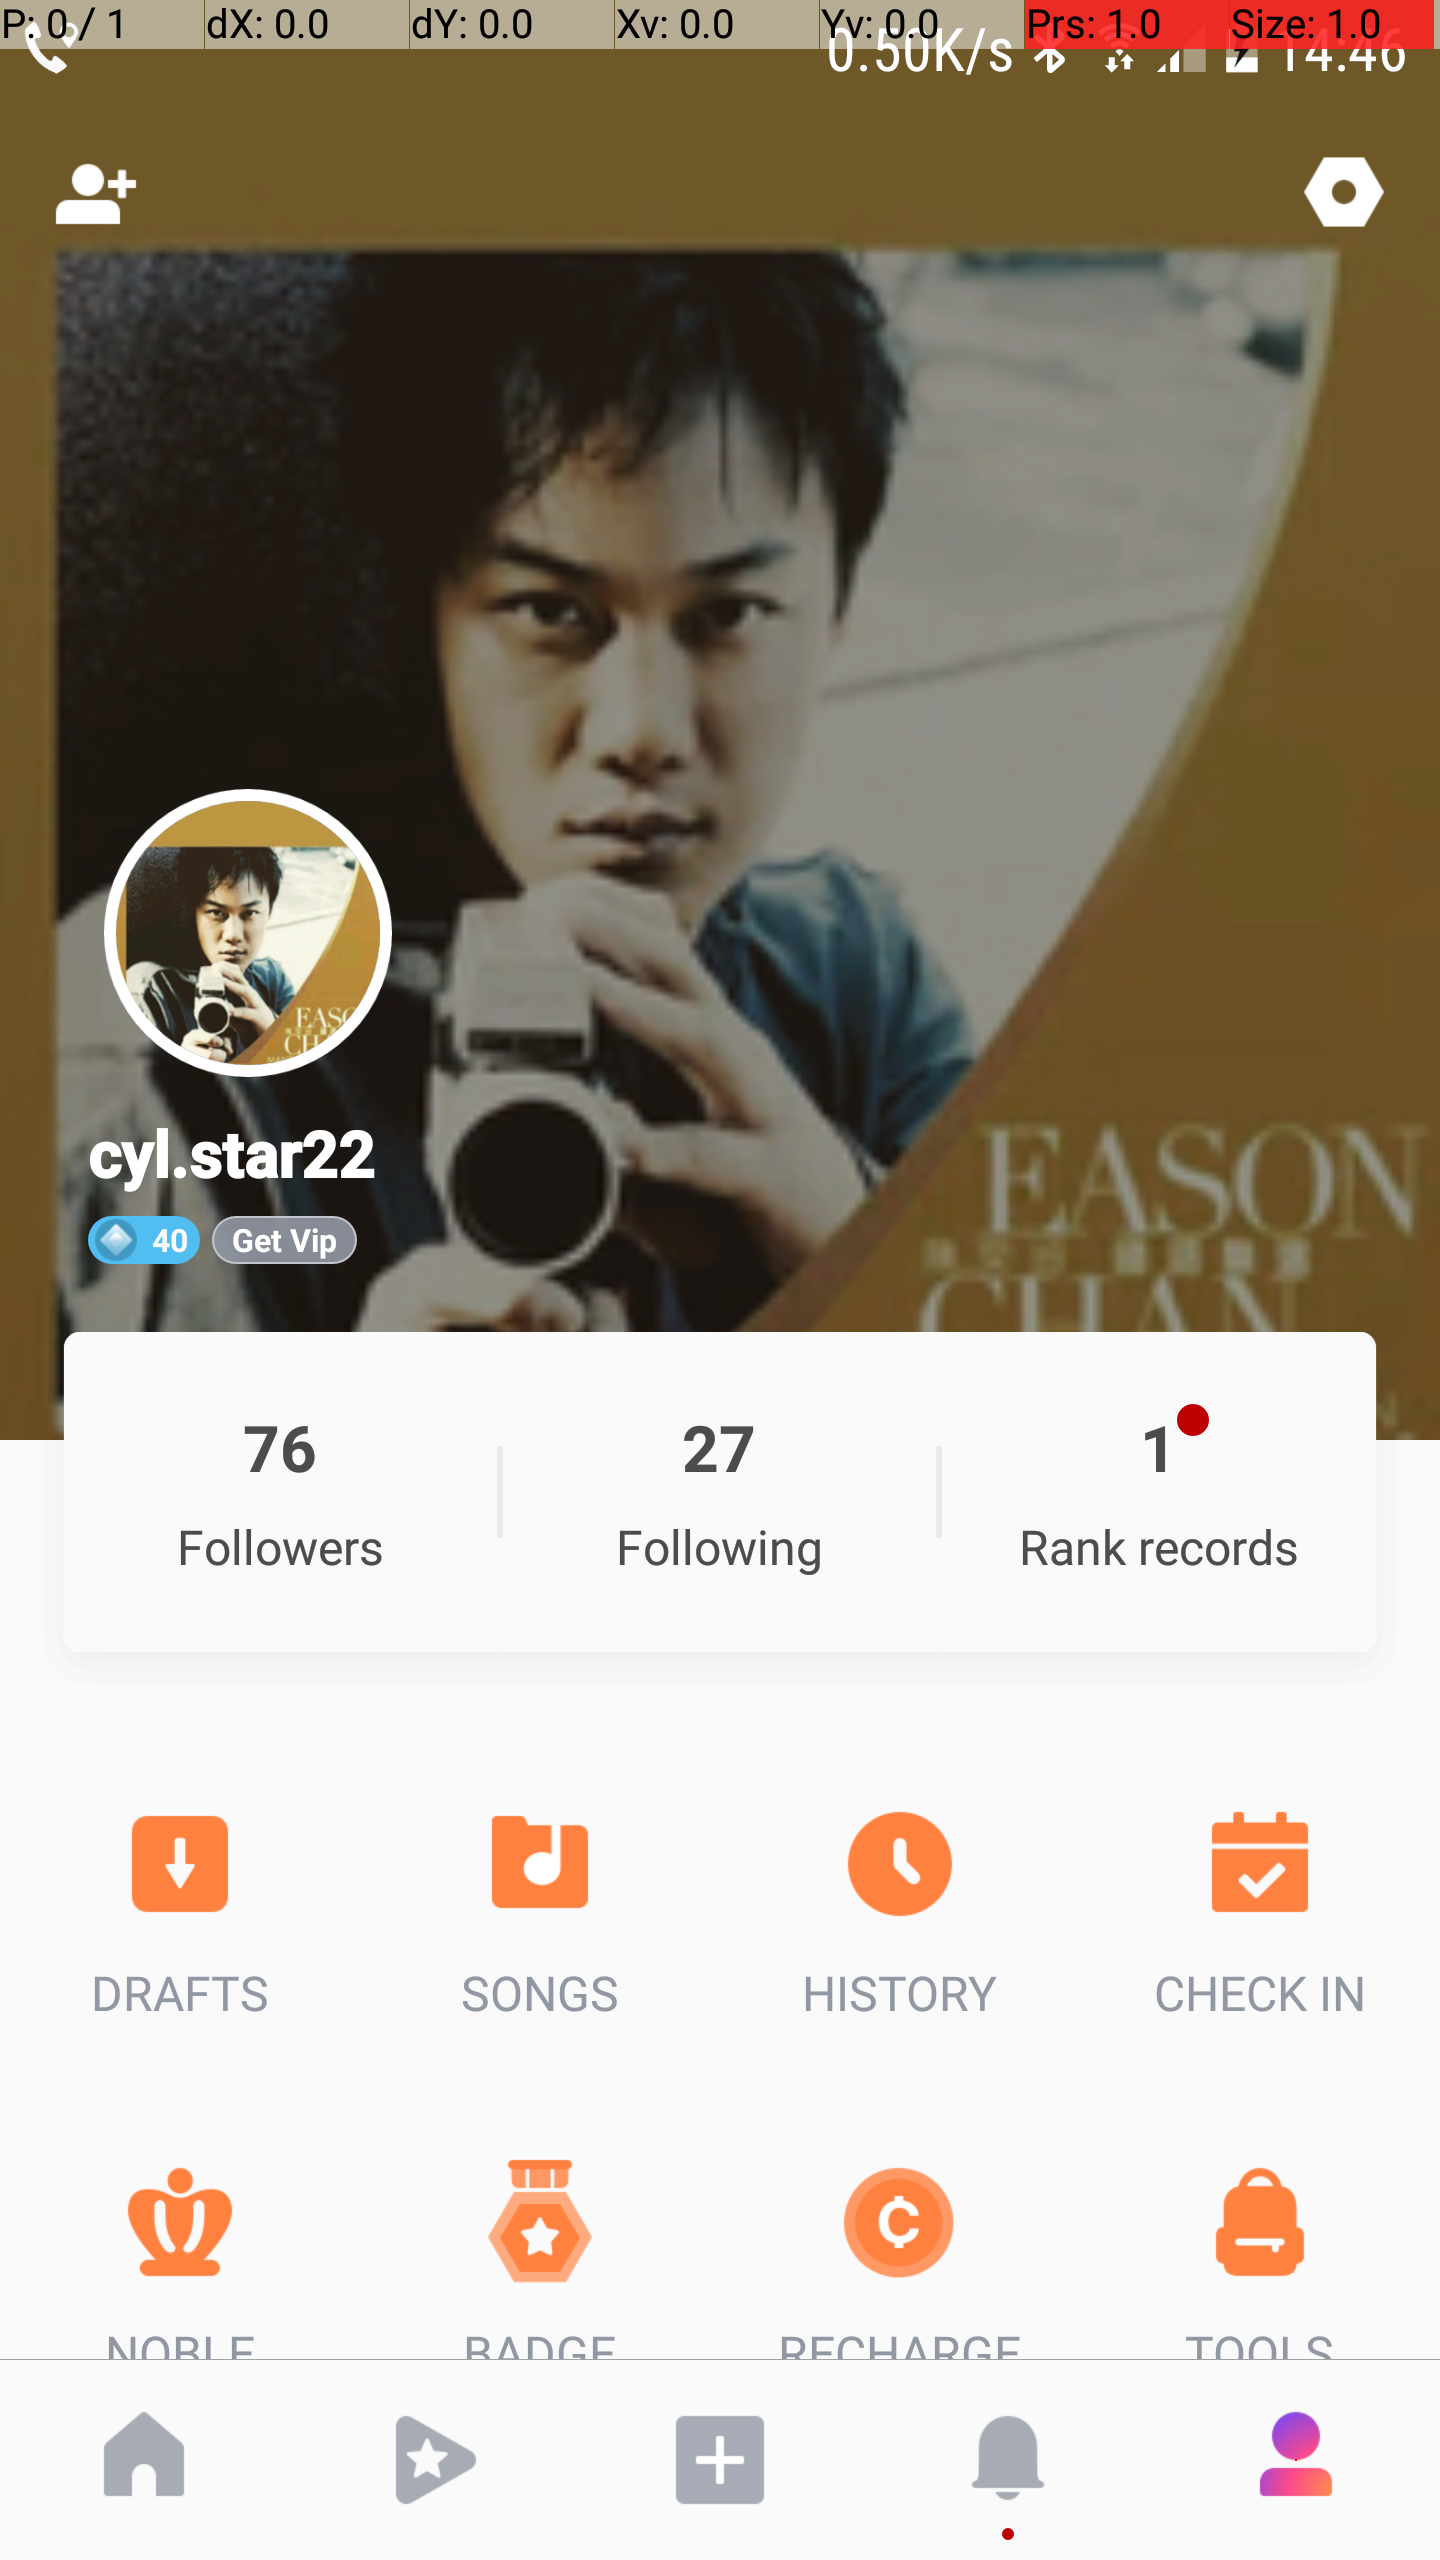 P: 0 / 1 dX: 0.0 dY: 0.0 Xv: 0.0 Yv: 0.0 Prs: 1.0 Size: 1.0
0.50K/s 14:46
EASON
CHAN
cyl.star22
40 Get Vip
EASON
CHAN
76 27 1
Followers Following Rank records
DRAFTS SONGS HISTORY CHECK IN
NOBLE BADGE RECHARGE TOOLS